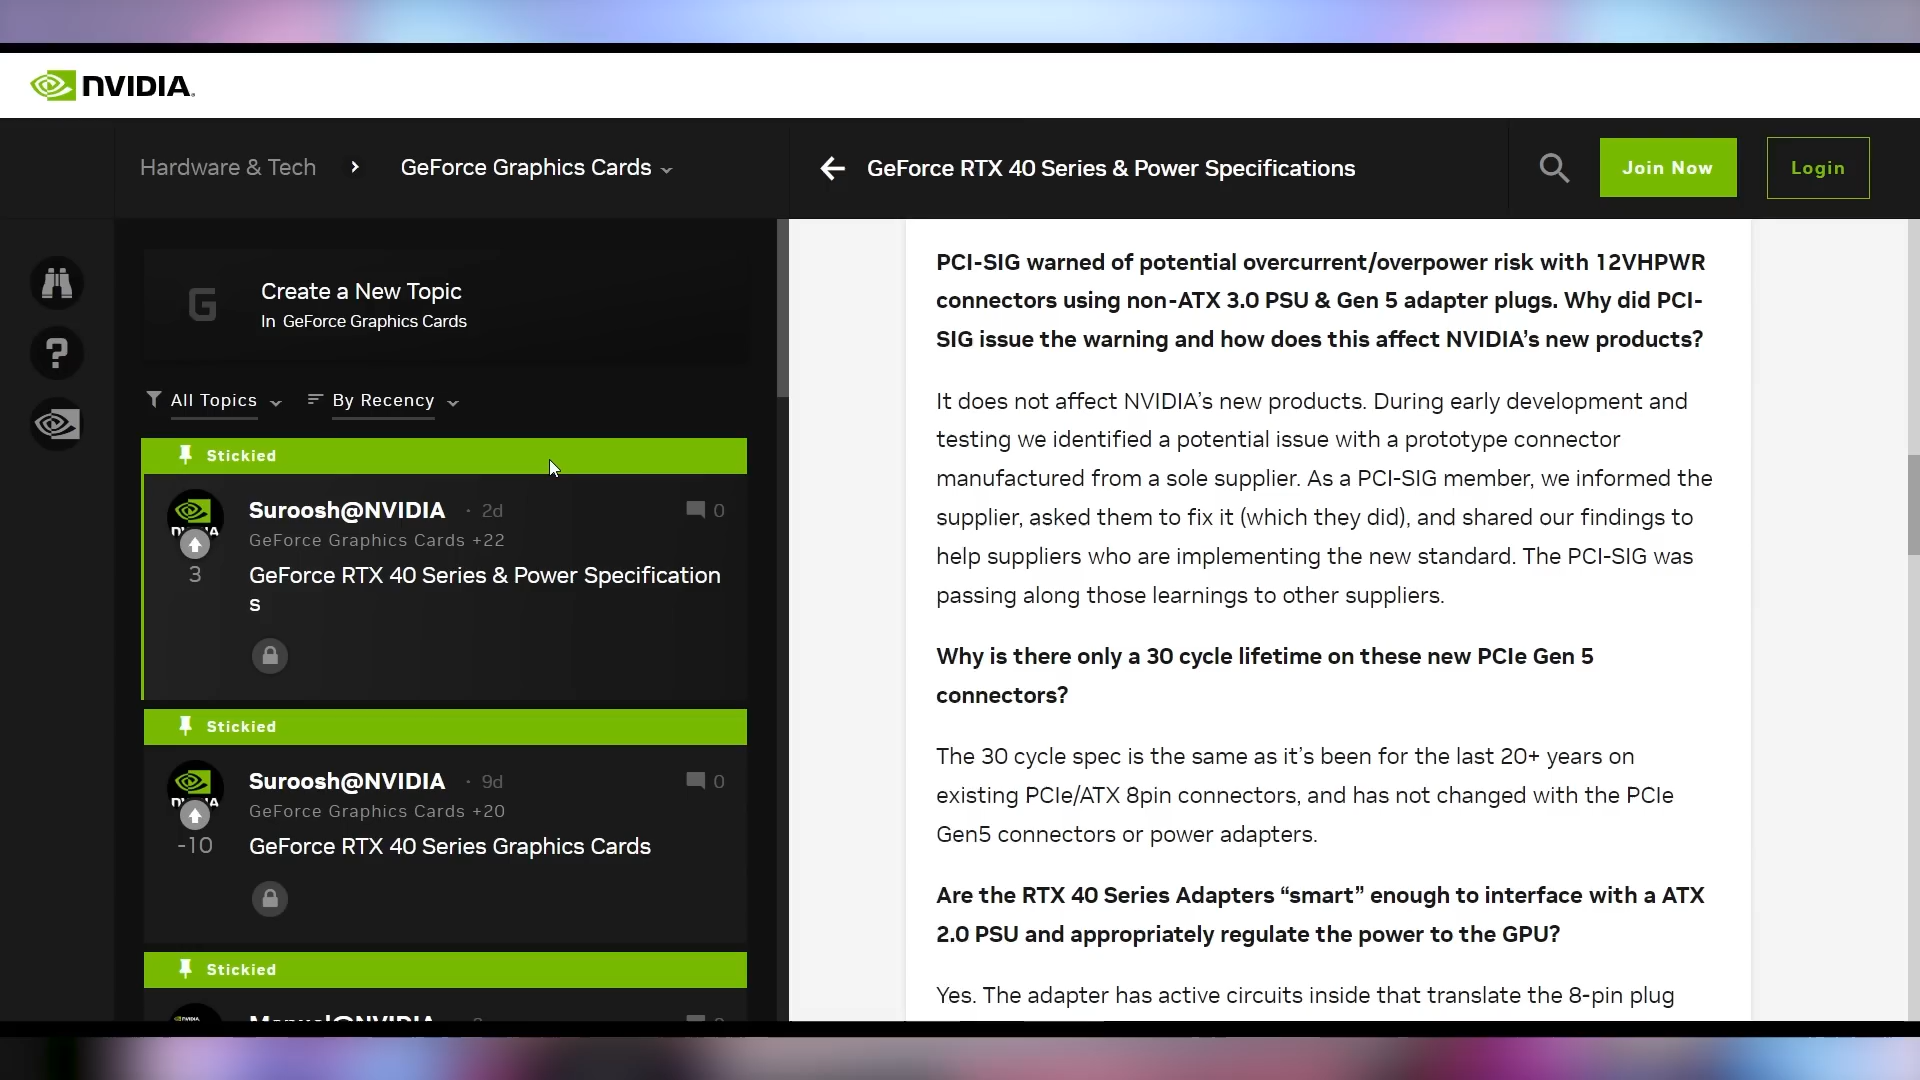 NVIDIA.
Hardware & Tech
GeForce Graphics Cards
GeForce RTX 40 Series & Power Specifications
Join Now
Login
G
Create a New Topic
In GeForce Graphics Cards
All Topics
By Recency
Stickied
Suroosh@NVIDIA · 2d
0
GeForce Graphics Cards +22
3
GeForce RTX 40 Series & Power Specification
s
Stickied
Suroosh@NVIDIA · 9d
0
GeForce Graphics Cards +20
-10
GeForce RTX 40 Series Graphics Cards
Stickied
PCI-SIG warned of potential overcurrent/overpower risk with 12VHPWR
connectors using non-ATX 3.0 PSU & Gen 5 adapter plugs. Why did PCI-
SIG issue the warning and how does this affect NVIDIA’s new products?
It does not affect NVIDIA’s new products. During early development and
testing we identified a potential issue with a prototype connector
manufactured from a sole supplier. As a PCI-SIG member, we informed the
supplier, asked them to fix it (which they did), and shared our findings to
help suppliers who are implementing the new standard. The PCI-SIG was
passing along those learnings to other suppliers.
Why is there only a 30 cycle lifetime on these new PCIe Gen 5
connectors?
The 30 cycle spec is the same as it’s been for the last 20+ years on
existing PCIe/ATX 8pin connectors, and has not changed with the PCIe
Gen5 connectors or power adapters.
Are the RTX 40 Series Adapters “smart” enough to interface with a ATX
2.0 PSU and appropriately regulate the power to the GPU?
Yes. The adapter has active circuits inside that translate the 8-pin plug